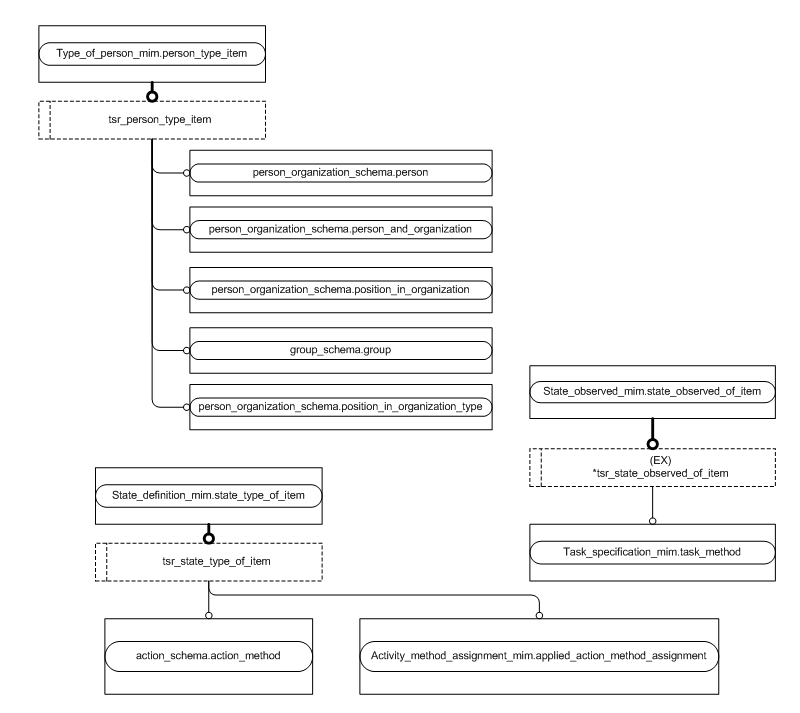 Type_of_person_mim.person_type_item
tsr_person_type_item
person_organization_schema.person
person_organization_schema.person_and_organization
person_organization_schema.position_in_organization
group_schema.group
person_organization_schema.position_in_organization_type
State_observed_mim.state_observed_of_item
(EX)
*tsr_state_observed_of_item
Task_specification_mim.task_method
State_definition_mim.state_type_of_item
tsr_state_type_of_item
action_schema.action_method
Activity_method_assignment_mim.applied_action_method_assignment